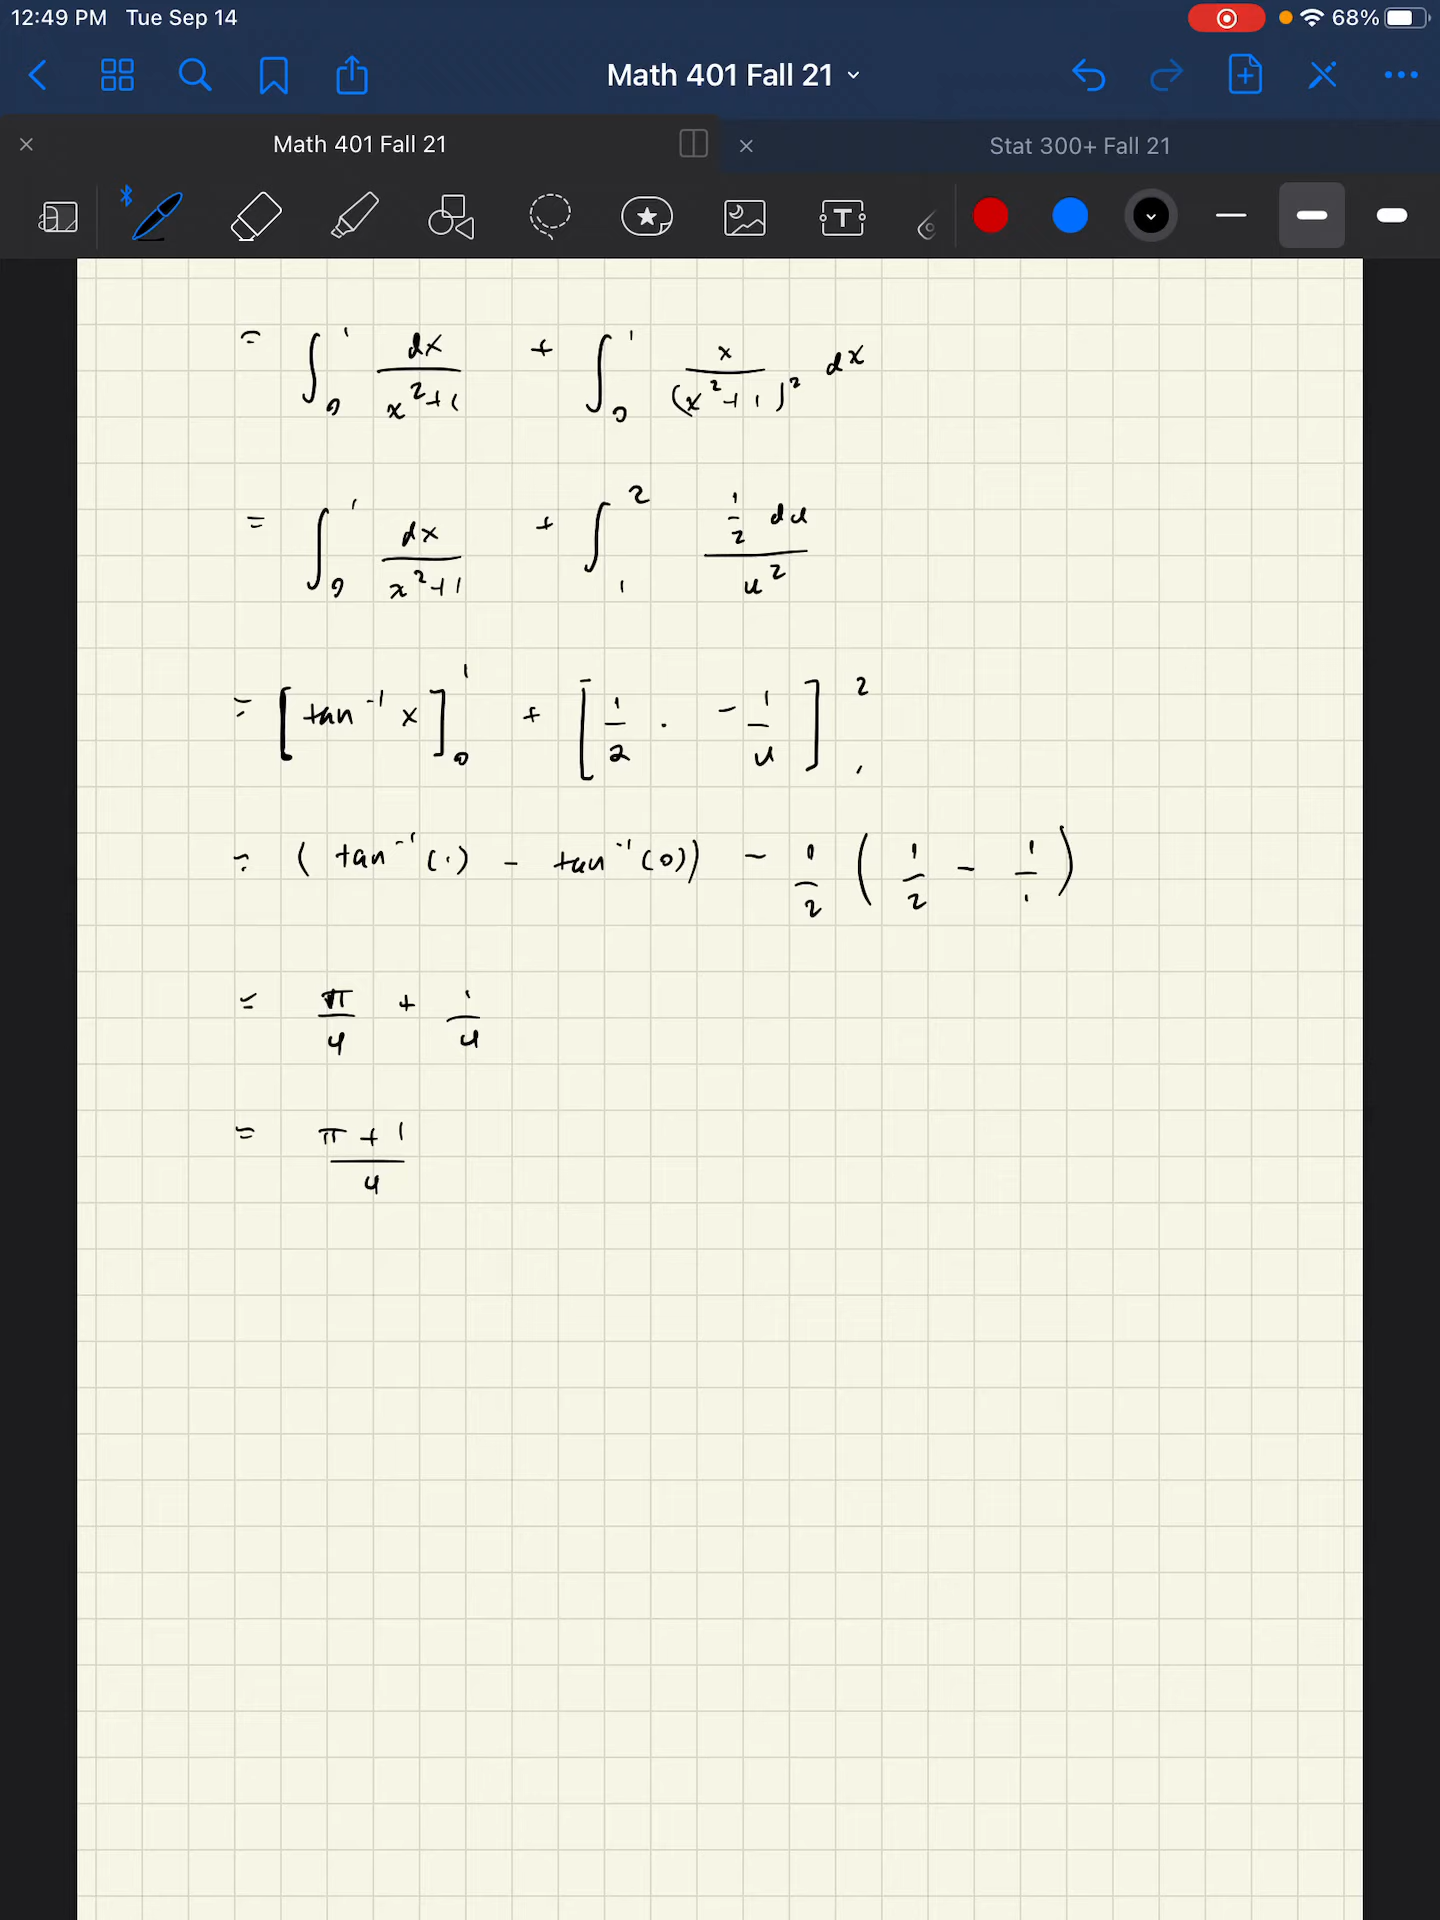 12:49 PM Tue Sep 14 68%
Math 401 Fall 21
Math 401 Fall 21 Stat 300+ Fall 21
T
= ∫₀¹ dx/(x²+1) + ∫₀¹ x/(x²+1)² dx
= ∫₀¹ dx/(x²+1) + ∫₁² (1/2 du)/u²
= [tan⁻¹ x]₀¹ + [1/2 · -1/u]₁²
= (tan⁻¹(1) - tan⁻¹(0)) - 1/2 (1/2 - 1/1)
= π/4 + 1/4
= (π + 1)/4